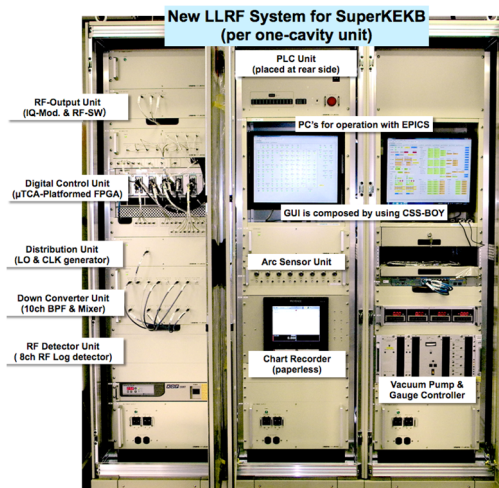 New LLRF System for SuperKEKB
(per one-cavity unit)
PLC Unit
(placed at rear side)
RF-Output Unit
(IQ-Mod. & RF-SW)
PC's for operation with EPICS
Digital Control Unit
(μTCA-Platformed FPGA)
GUI is composed by using CSS-BOY
Distribution Unit
(LO & CLK generator)
Arc Sensor Unit
Down Converter Unit
(10ch BPF & Mixer)
RF Detector Unit
( 8ch RF Log detector)
Chart Recorder
(paperless)
Vacuum Pump &
Gauge Controller